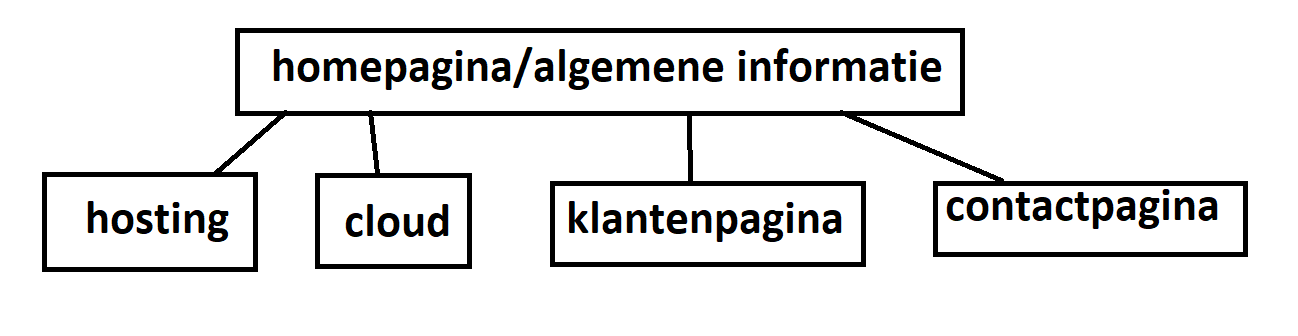 homepagina/algemene informatie
hosting
cloud
klantenpagina
contactpagina